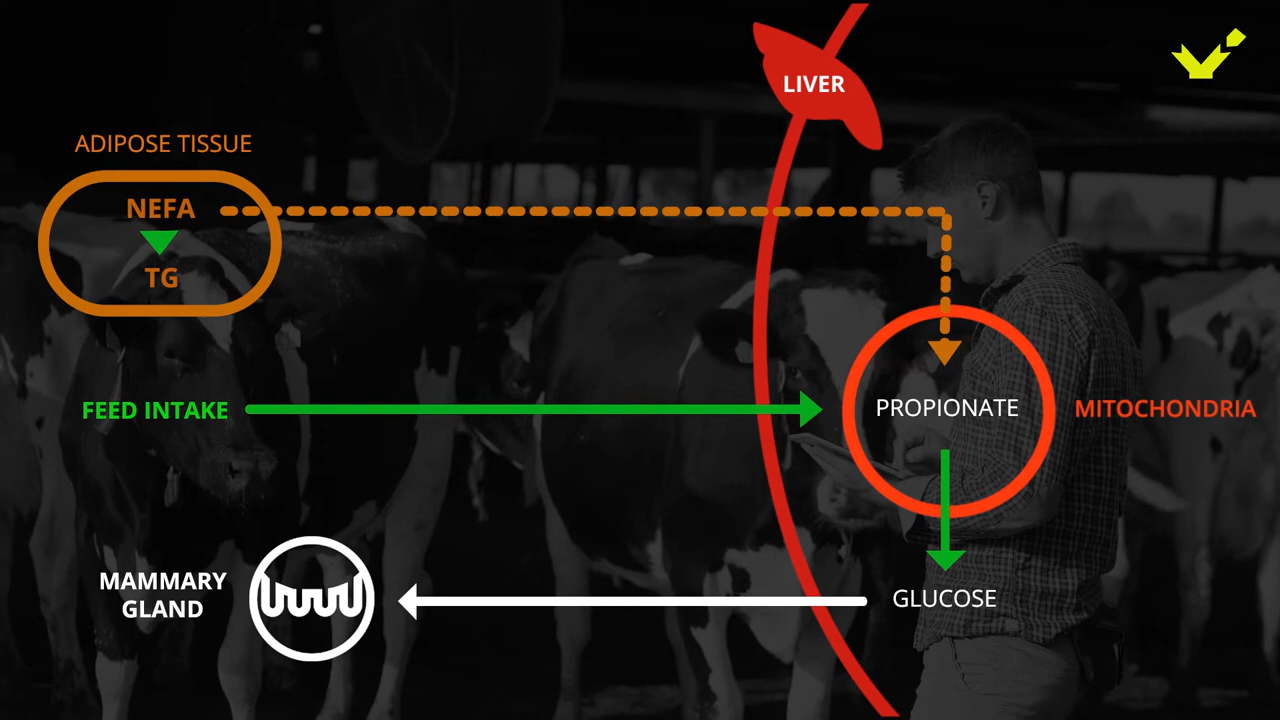 LIVER
ADIPOSE TISSUE
NEFA
TG
FEED INTAKE
PROPIONATE
MITOCHONDRIA
MAMMARY
GLAND
GLUCOSE